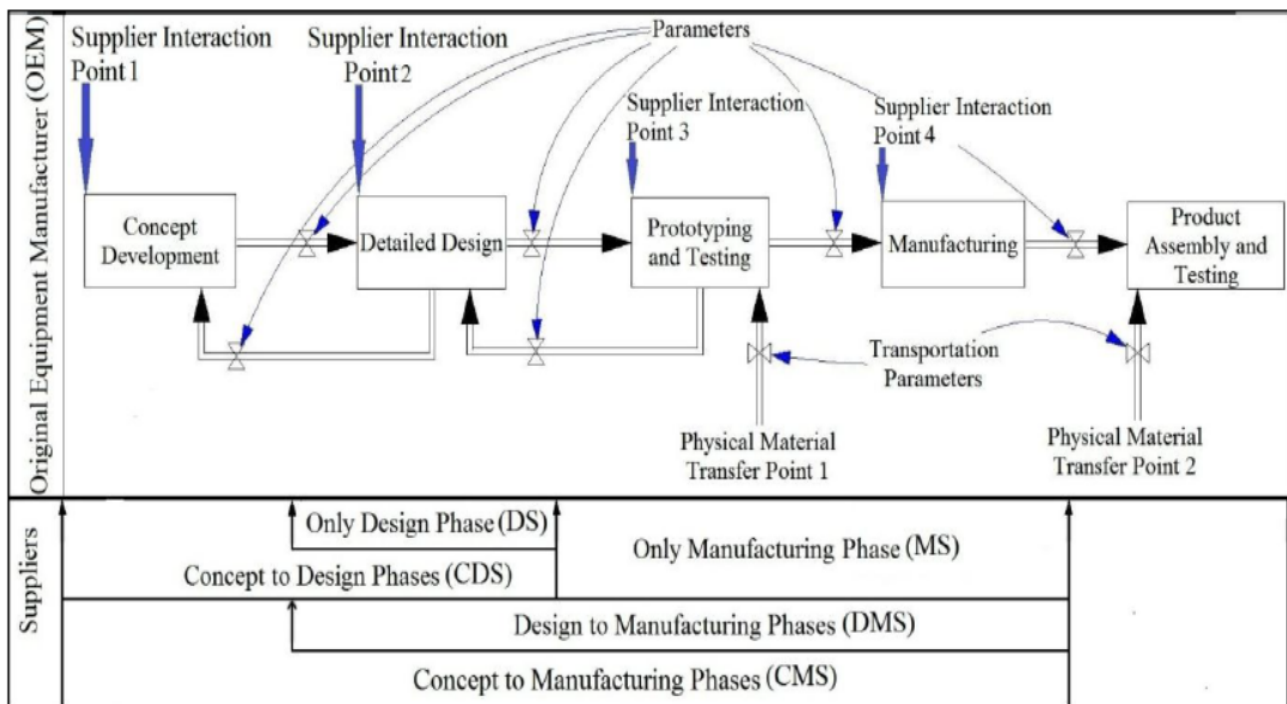 Original Equipment Manufacturer (OEM)
Supplier Interaction
Point 1
Supplier Interaction
Point 2
Parameters
Supplier Interaction
Point 3
Supplier Interaction
Point 4
Concept
Development
Detailed Design
Prototyping
and Testing
Manufacturing
Product
Assembly and
Testing
Transportation
Parameters
Physical Material
Transfer Point 1
Physical Material
Transfer Point 2
Suppliers
Only Design Phase (DS)
Only Manufacturing Phase (MS)
Concept to Design Phases (CDS)
Design to Manufacturing Phases (DMS)
Concept to Manufacturing Phases (CMS)